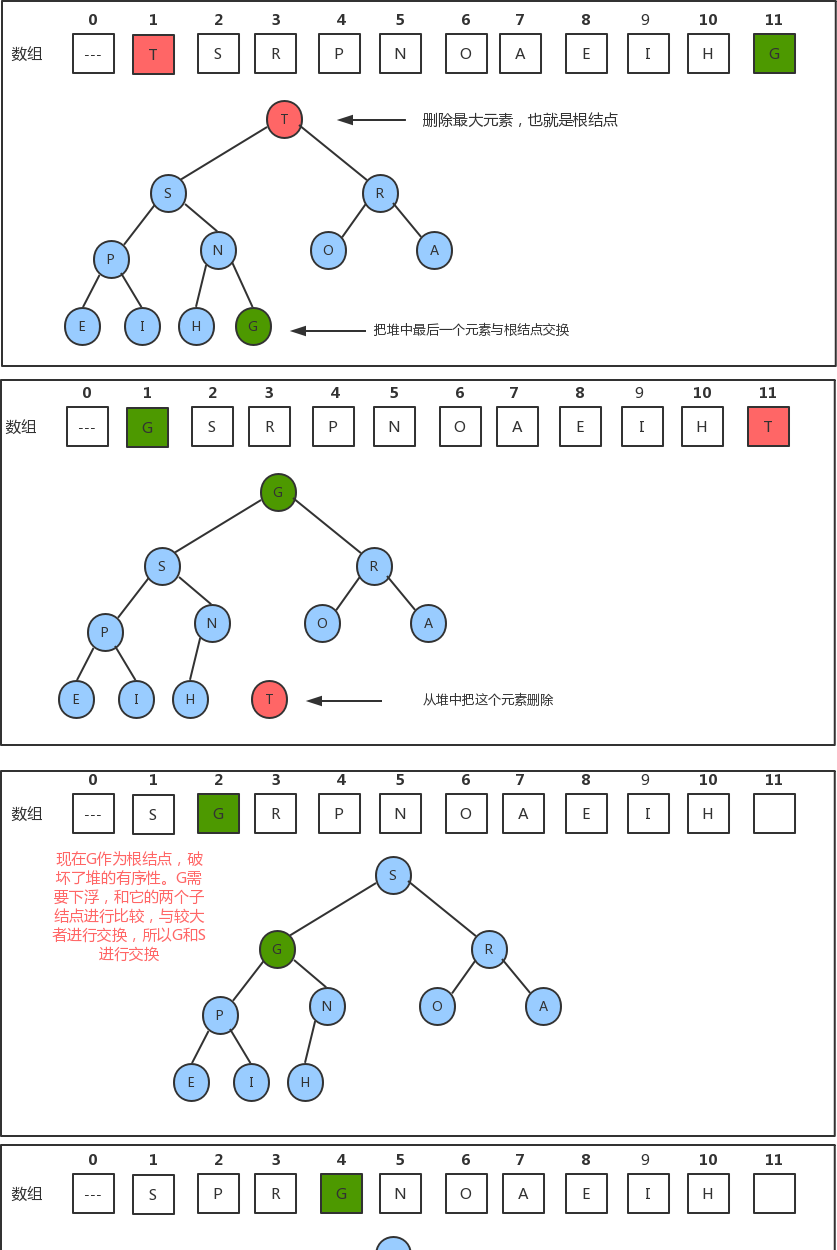 0 1 2 3 4 5 6 7 8 9 10 11
数组 --- T S R P N O A E I H G
T
删除最大元素，也就是根结点
S R
P N O A
E I H G
把堆中最后一个元素与根结点交换
0 1 2 3 4 5 6 7 8 9 10 11
数组 --- G S R P N O A E I H T
G
S R
P N O A
E I H T
从堆中把这个元素删除
0 1 2 3 4 5 6 7 8 9 10 11
数组 --- S G R P N O A E I H
现在G作为根结点，破
坏了堆的有序性。G需
要下浮，和它的两个子
结点进行比较，与较大
者进行交换，所以G和S
进行交换
S
G R
P N O A
E I H
0 1 2 3 4 5 6 7 8 9 10 11
数组 --- S P R G N O A E I H